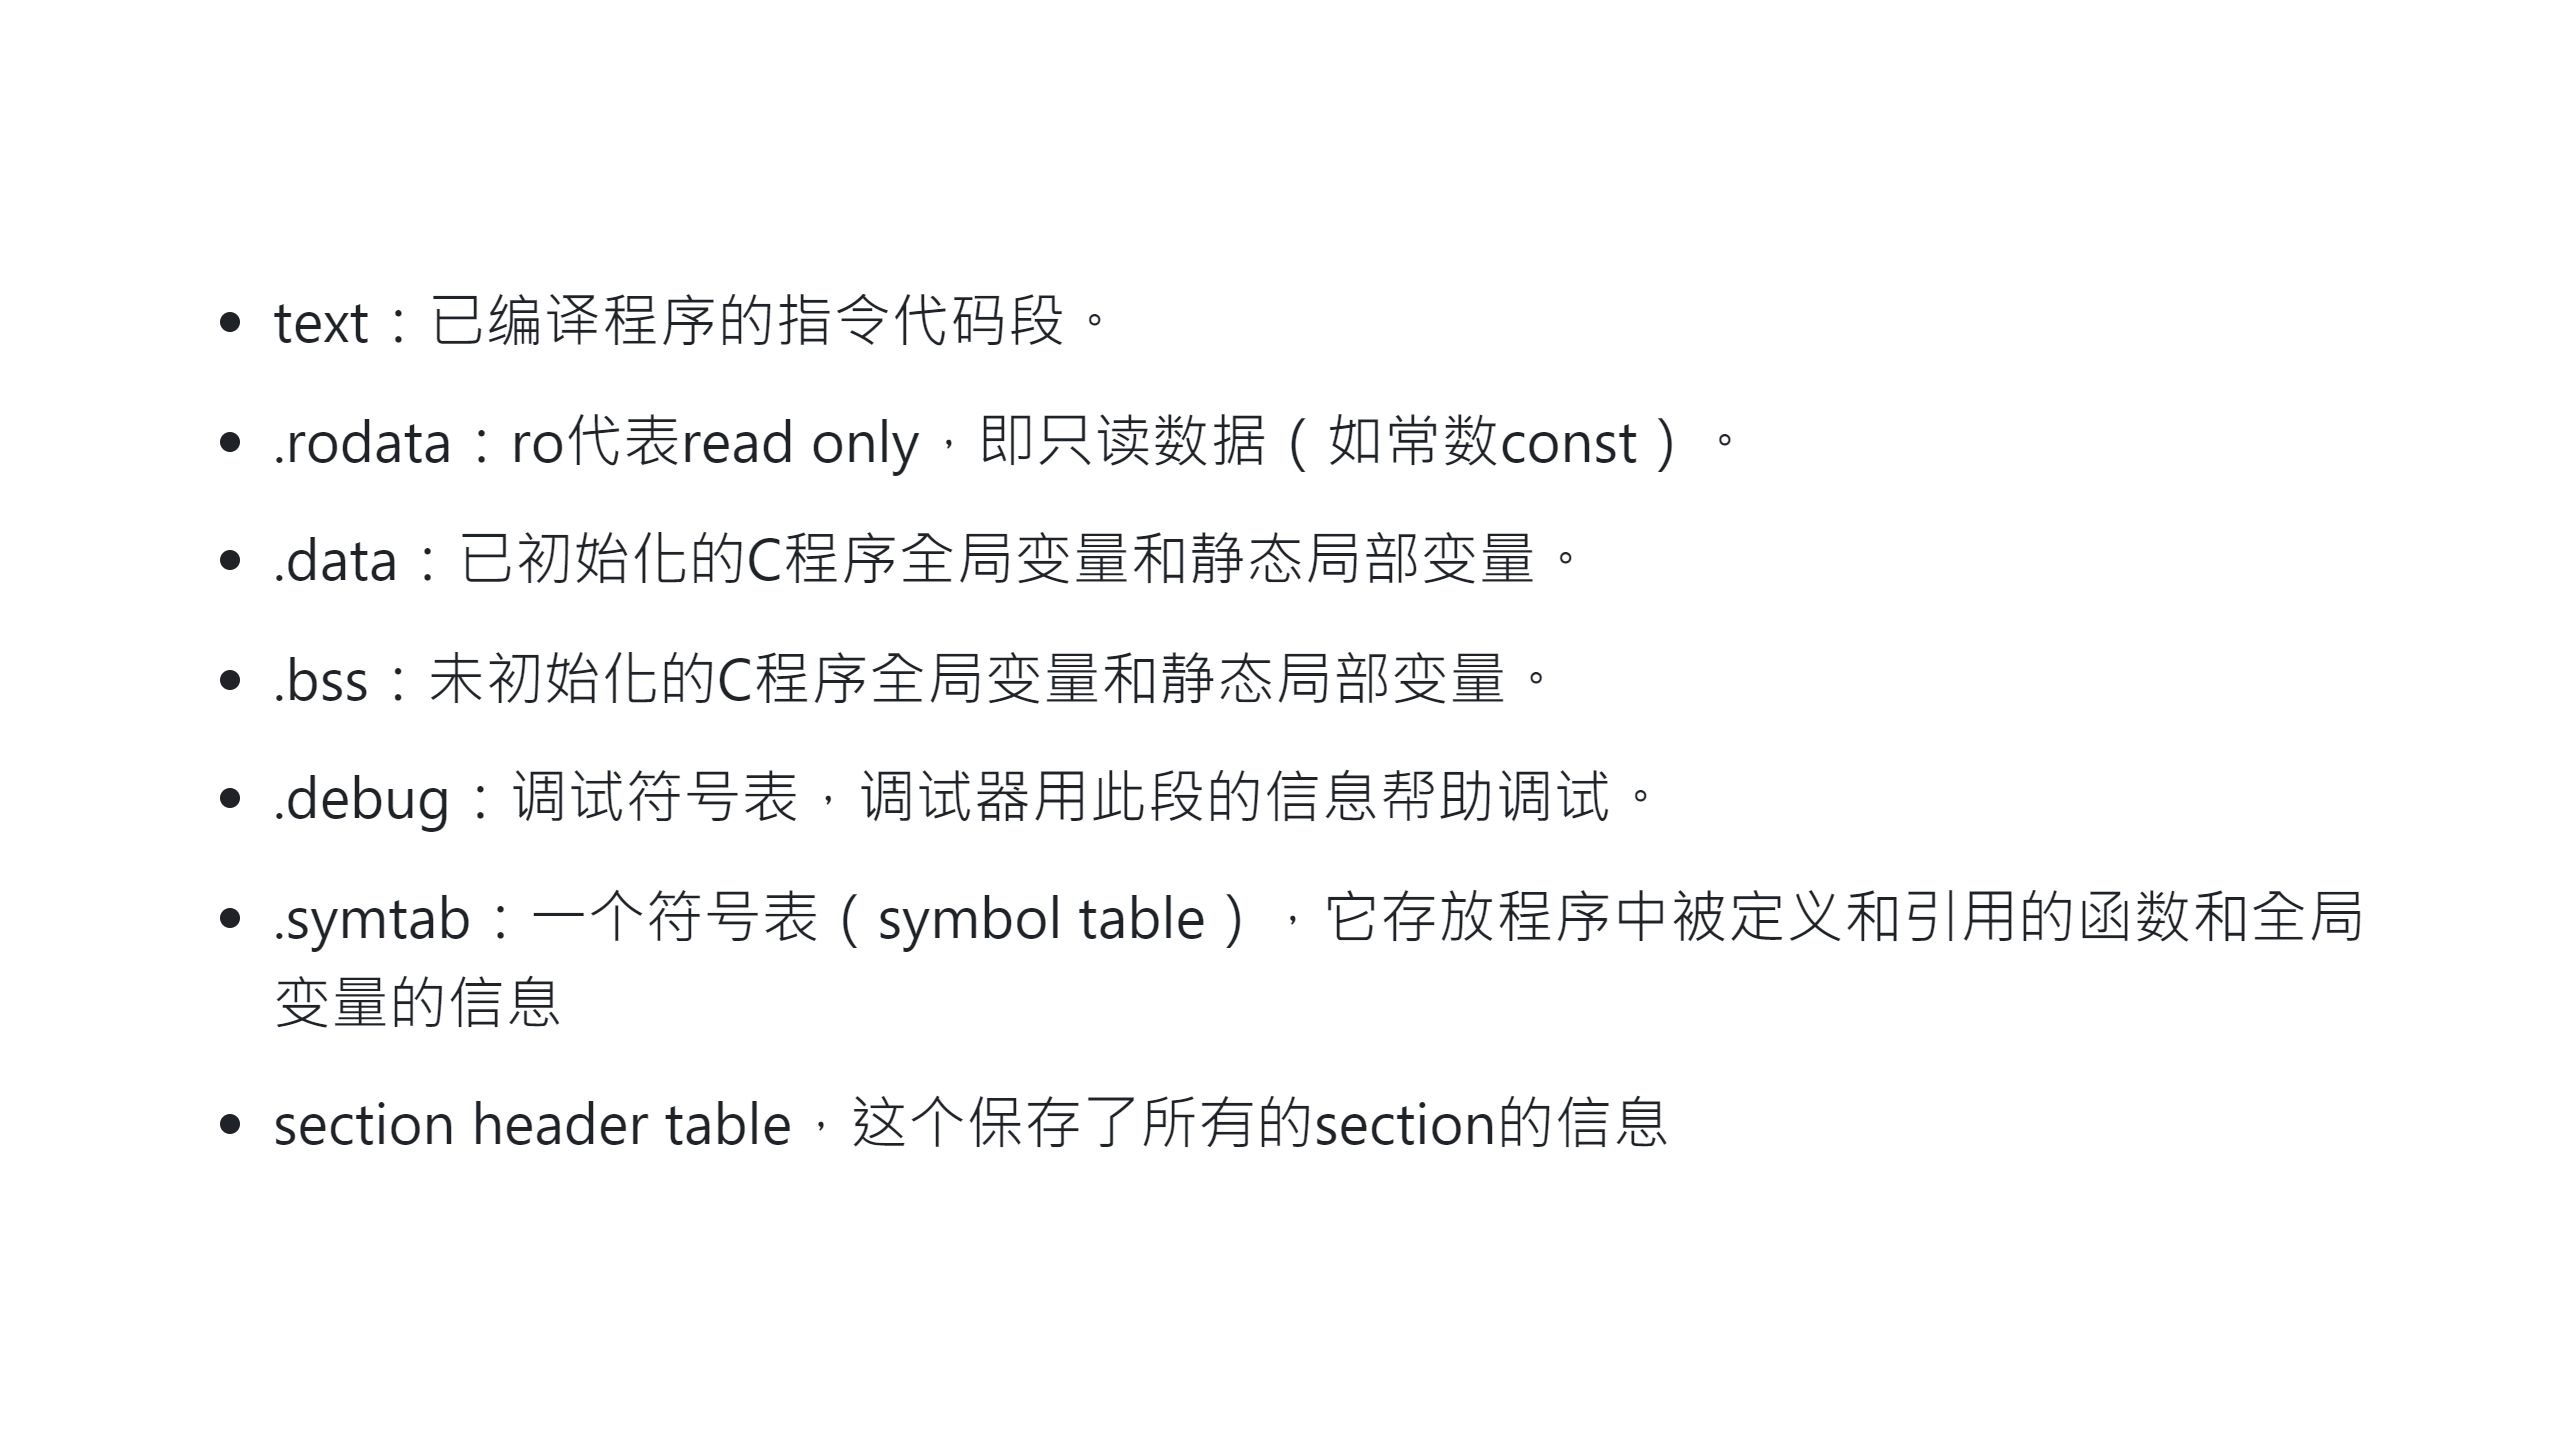 text：已编译程序的指令代码段。
.rodata：ro代表read only，即只读数据（如常数const）。
.data：已初始化的C程序全局变量和静态局部变量。
.bss：未初始化的C程序全局变量和静态局部变量。
.debug：调试符号表，调试器用此段的信息帮助调试。
.symtab：一个符号表（symbol table），它存放程序中被定义和引用的函数和全局
变量的信息
section header table，这个保存了所有的section的信息